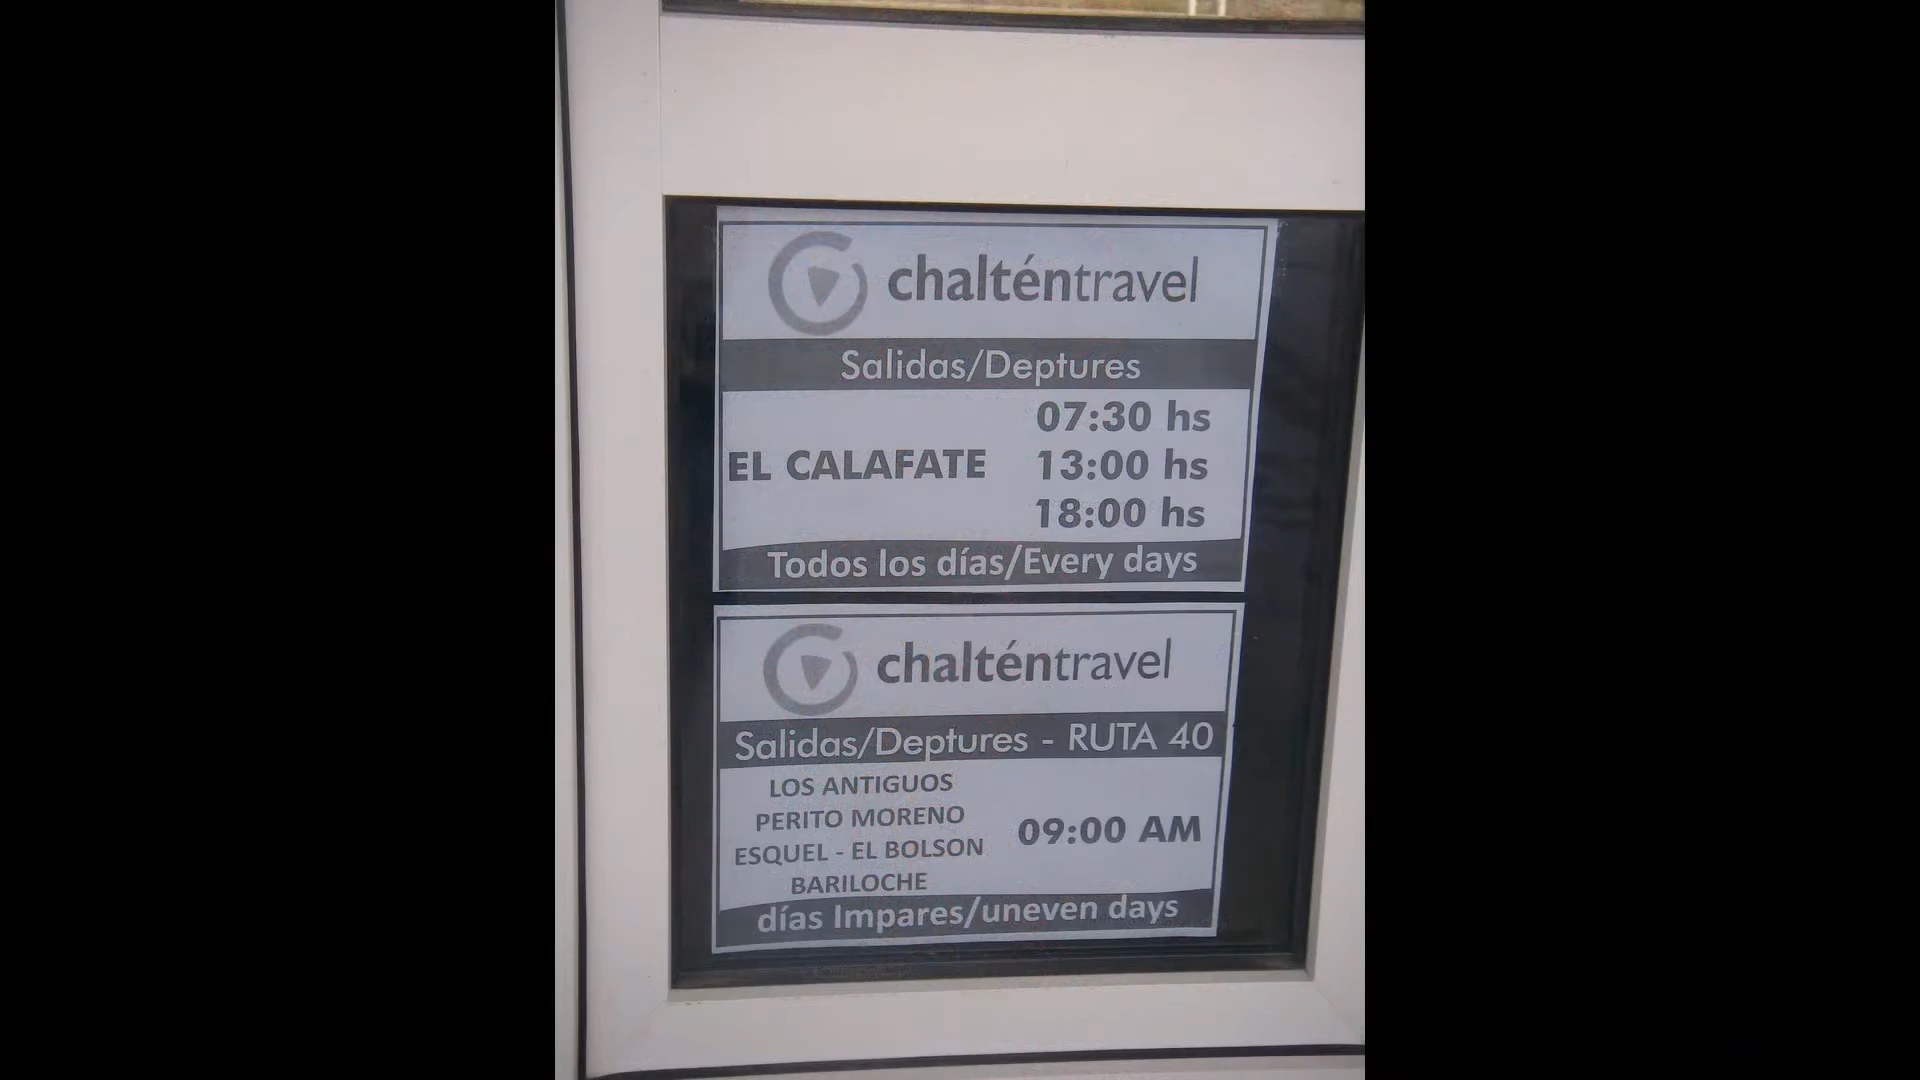 chalténtravel
Salidas/Deptures
07:30 hs
EL CALAFATE 13:00 hs
18:00 hs
Todos los días/Every days
chalténtravel
Salidas/Deptures - RUTA 40
LOS ANTIGUOS
PERITO MORENO
09:00 AM
ESQUEL - EL BOLSON
BARILOCHE
días Impares/uneven days